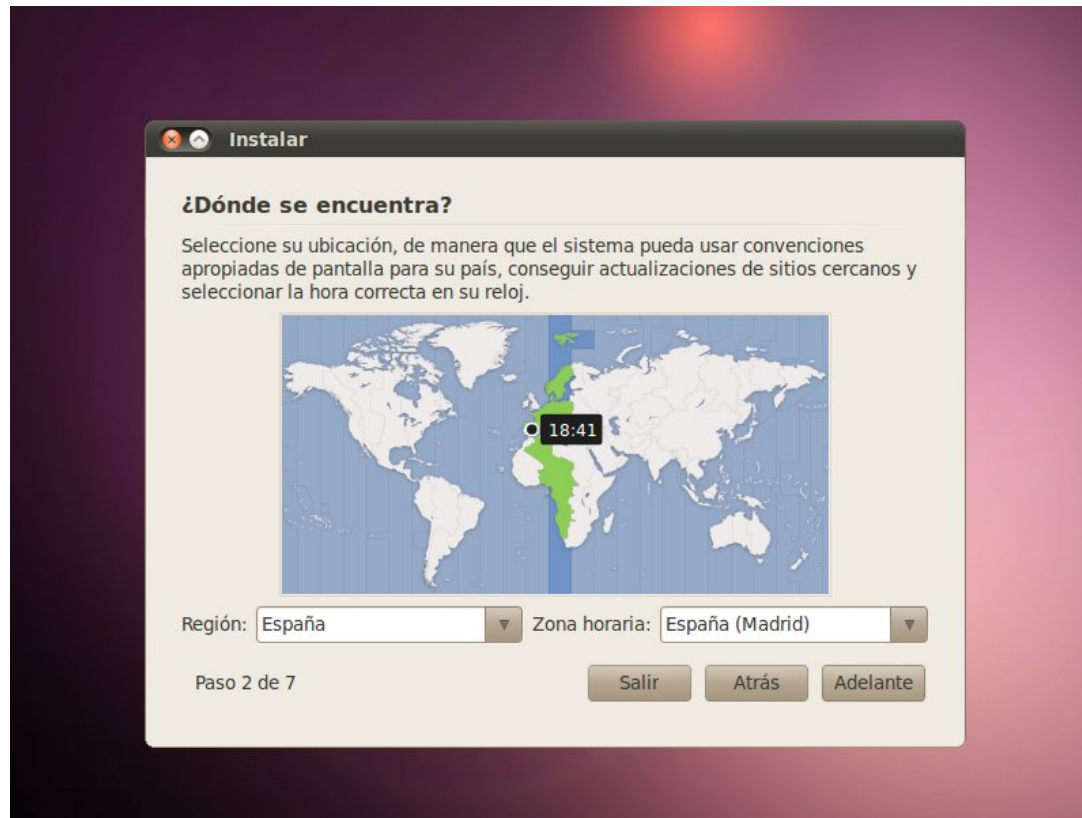 Instalar
¿Dónde se encuentra?
Seleccione su ubicación, de manera que el sistema pueda usar convenciones
apropiadas de pantalla para su país, conseguir actualizaciones de sitios cercanos y
seleccionar la hora correcta en su reloj.
18:41
Región: España Zona horaria: España (Madrid)
Paso 2 de 7 Salir Atrás Adelante